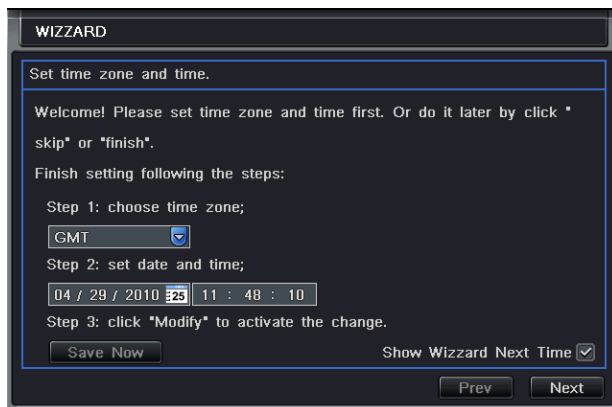 WIZZARD
Set time zone and time.
Welcome! Please set time zone and time first. Or do it later by click "
skip" or "finish".
Finish setting following the steps:
Step 1: choose time zone;
GMT
Step 2: set date and time;
04 / 29 / 2010 25 11 : 48 : 10
Step 3: click "Modify" to activate the change.
Save Now Show Wizzard Next Time
Prev Next